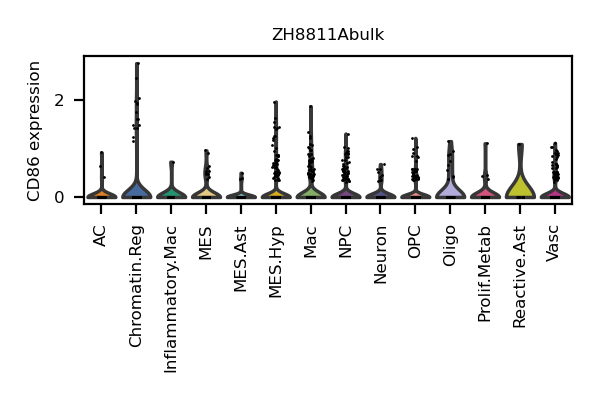 ZH8811Abulk
CD86 expression
2
0
AC
Chromatin.Reg
Inflammatory.Mac
MES
MES.Ast
MES.Hyp
Mac
NPC
Neuron
OPC
Oligo
Prolif.Metab
Reactive.Ast
Vasc